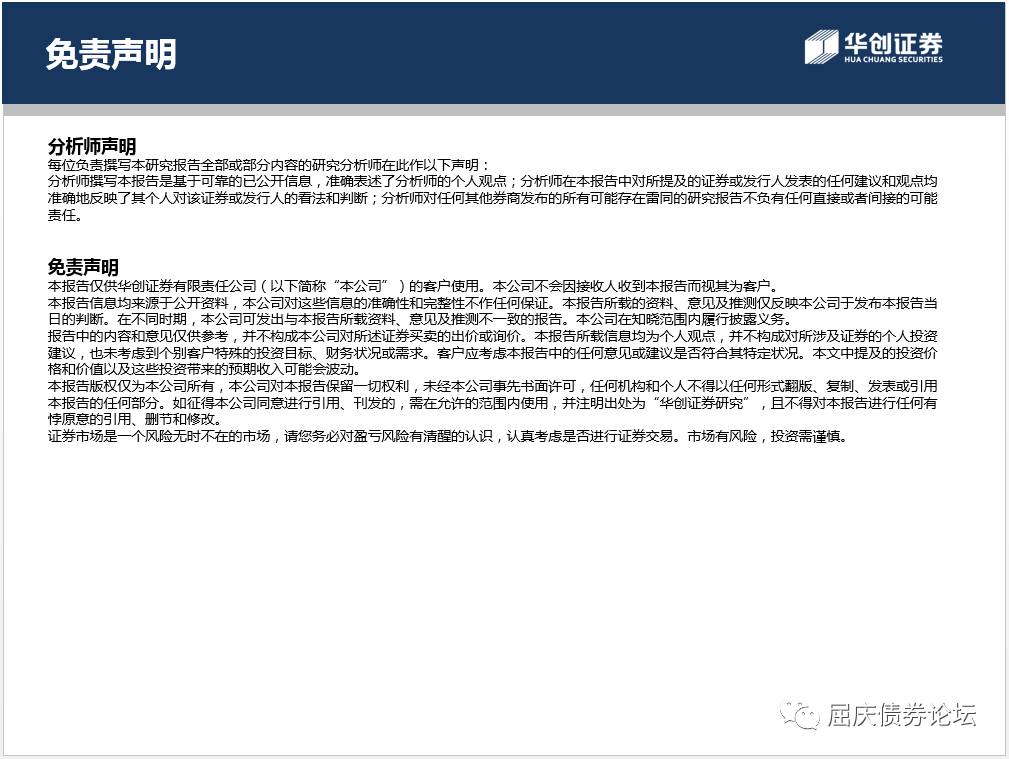 免责声明
华创证券
HUA CHUANG SECURITIES
分析师声明
每位负责撰写本研究报告全部或部分内容的研究分析师在此作以下声明：
分析师撰写本报告是基于可靠的已公开信息，准确表述了分析师的个人观点；分析师在本报告中对所提及的证券或发行人发表的任何建议和观点均
准确地反映了其个人对该证券或发行人的看法和判断；分析师对任何其他券商发布的所有可能存在雷同的研究报告不负有任何直接或者间接的可能
责任。
免责声明
本报告仅供华创证券有限责任公司（以下简称“本公司”）的客户使用。本公司不会因接收人收到本报告而视其为客户。
本报告信息均来源于公开资料，本公司对这些信息的准确性和完整性不作任何保证。本报告所载的资料、意见及推测仅反映本公司于发布本报告当
日的判断。在不同时期，本公司可发出与本报告所载资料、意见及推测不一致的报告。本公司在知晓范围内履行披露义务。
报告中的内容和意见仅供参考，并不构成本公司对所述证券买卖的出价或询价。本报告所载信息均为个人观点，并不构成对所涉及证券的个人投资
建议，也未考虑到个别客户特殊的投资目标、财务状况或需求。客户应考虑本报告中的任何意见或建议是否符合其特定状况。本文中提及的投资价
格和价值以及这些投资带来的预期收入可能会波动。
本报告版权仅为本公司所有，本公司对本报告保留一切权利，未经本公司事先书面许可，任何机构和个人不得以任何形式翻版、复制、发表或引用
本报告的任何部分。如征得本公司同意进行引用、刊发的，需在允许的范围内使用，并注明出处为“华创证券研究”，且不得对本报告进行任何有
悖原意的引用、删节和修改。
证券市场是一个风险无时不在的市场，请您务必对盈亏风险有清醒的认识，认真考虑是否进行证券交易。市场有风险，投资需谨慎。
屈庆债券论坛